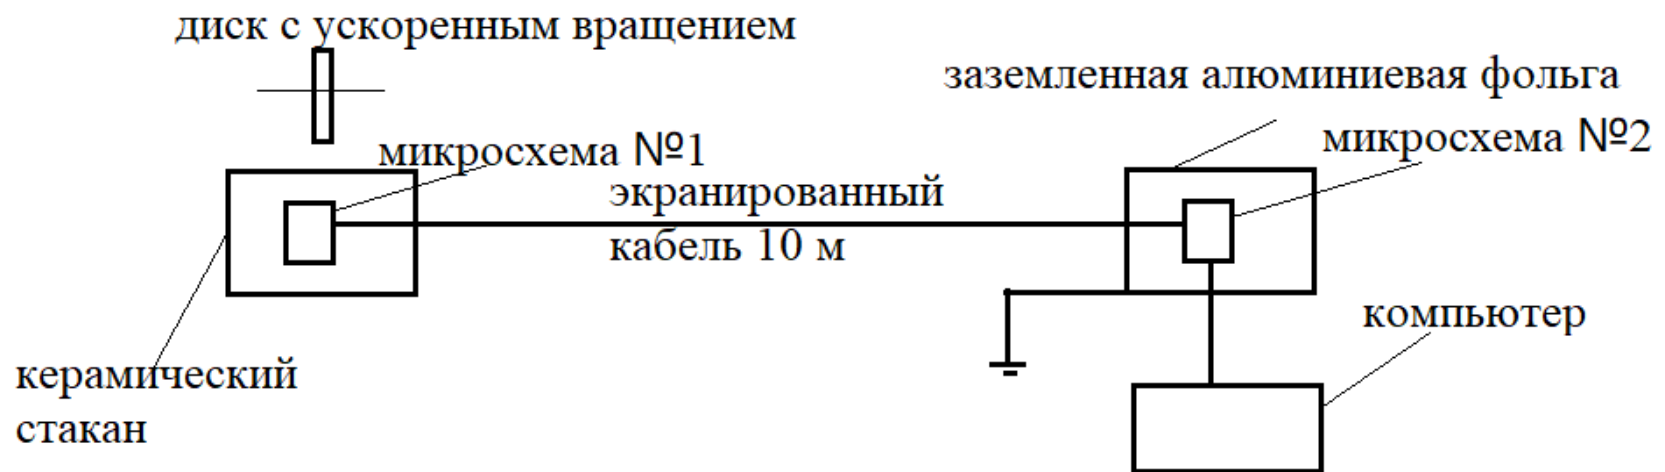 диск с ускоренным вращением
заземленная алюминиевая фольга
микросхема №1
микросхема №2
экранированный
кабель 10 м
компьютер
керамический
стакан